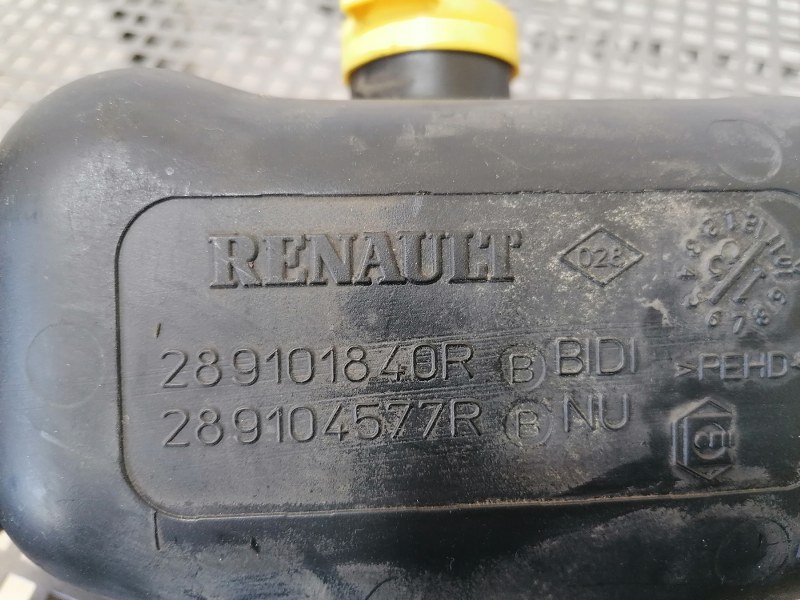 RENAULT
028
289101840R B BIDI
>PEHD<
289104577R B NU